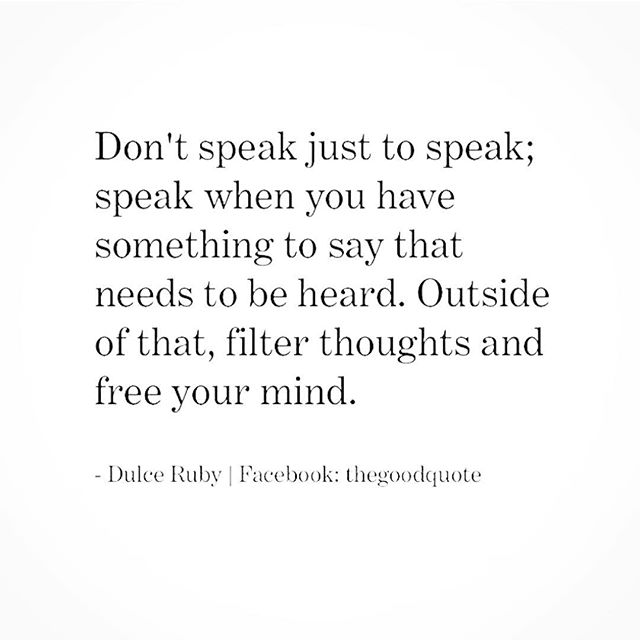 Don't speak just to speak;
speak when you have
something to say that
needs to be heard. Outside
of that, filter thoughts and
free your mind.
- Dulce Ruby | Facebook: thegoodquote